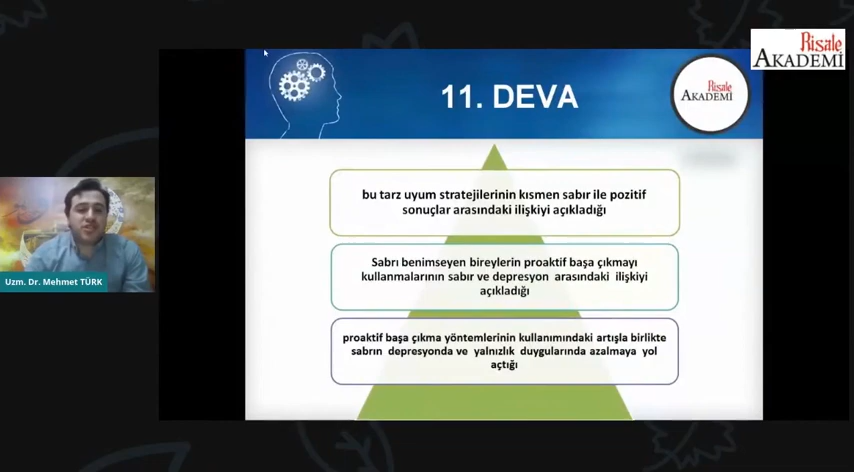 Risale
AKADEMİ
11. DEVA
Risale
AKADEMİ
bu tarz uyum stratejilerinin kısmen sabır ile pozitif
sonuçlar arasındaki ilişkiyi açıkladığı
Sabrı benimseyen bireylerin proaktif başa çıkmayı
kullanmalarının sabır ve depresyon arasındaki ilişkiyi
açıkladığı
proaktif başa çıkma yöntemlerinin kullanımındaki artışla birlikte
sabrın depresyonda ve yalnızlık duygularında azalmaya yol
açtığı
Uzm. Dr. Mehmet TÜRK